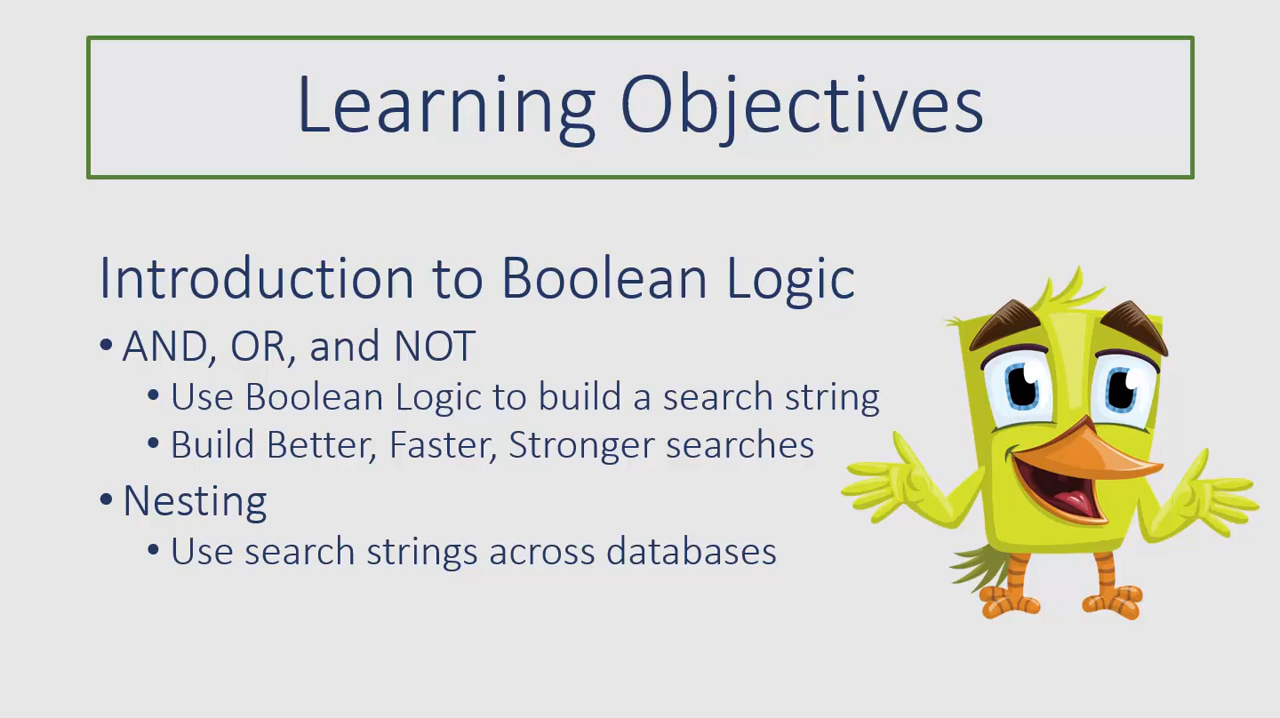 Learning Objectives
Introduction to Boolean Logic
• AND, OR, and NOT
• Use Boolean Logic to build a search string
• Build Better, Faster, Stronger searches
• Nesting
• Use search strings across databases